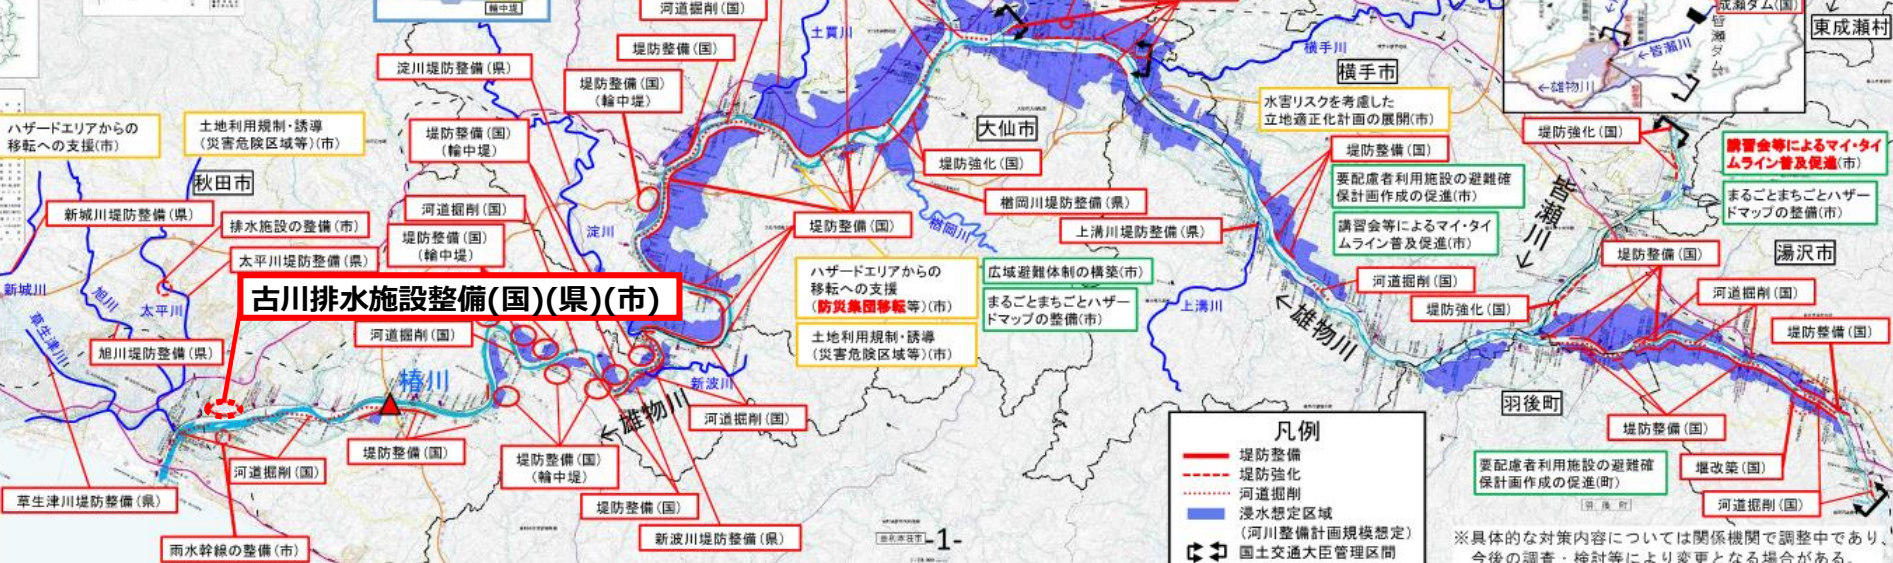 輪中堤
河道掘削(国)
堤防整備(国)
淀川堤防整備(県)
堤防整備(国)
(輪中堤)
土買川
横手川
横手市
成瀬ダム(国)
皆瀬ダム
←皆瀬川
←雄物川
東成瀬村
ハザードエリアからの
移転への支援(市)
土地利用規制・誘導
(災害危険区域等)(市)
秋田市
堤防整備(国)
(輪中堤)
大仙市
堤防強化(国)
水害リスクを考慮した
立地適正化計画の展開(市)
堤防整備(国)
要配慮者利用施設の避難確
保計画作成の促進(市)
講習会等によるマイ・タイ
ムライン普及促進(市)
堤防強化(国)
講習会等によるマイ・タイ
ムライン普及促進(市)
まるごとまちごとハザー
ドマップの整備(市)
新城川堤防整備(県)
排水施設の整備(市)
太平川堤防整備(県)
河道掘削(国)
堤防整備(国)
(輪中堤)
淀川
堤防整備(国)
楢岡川
楢岡川堤防整備(県)
上溝川堤防整備(県)
皆瀬川
堤防整備(国)
湯沢市
新城川
旭川
太平川
草生津川
古川排水施設整備(国)(県)(市)
ハザードエリアからの
移転への支援
(防災集団移転等)(市)
土地利用規制・誘導
(災害危険区域等)(市)
広域避難体制の構築(市)
まるごとまちごとハザー
ドマップの整備(市)
上溝川
←雄物川
河道掘削(国)
堤防強化(国)
河道掘削(国)
堤防整備(国)
旭川堤防整備(県)
河道掘削(国)
椿川
新波川
←雄物川
河道掘削(国)
羽後町
堤防整備(国)
河道掘削(国)
堤防整備(国)
堤防整備(国)
(輪中堤)
堤防整備(国)
新波川堤防整備(県)
草生津川堤防整備(県)
雨水幹線の整備(市)
要配慮者利用施設の避難確
保計画作成の促進(町)
堰改築(国)
河道掘削(国)
羽後町
由利本荘市
-1-
凡例
堤防整備
堤防強化
河道掘削
浸水想定区域
(河川整備計画規模想定)
国土交通大臣管理区間
※具体的な対策内容については関係機関で調整中であり、
今後の調査・検討等により変更となる場合がある。